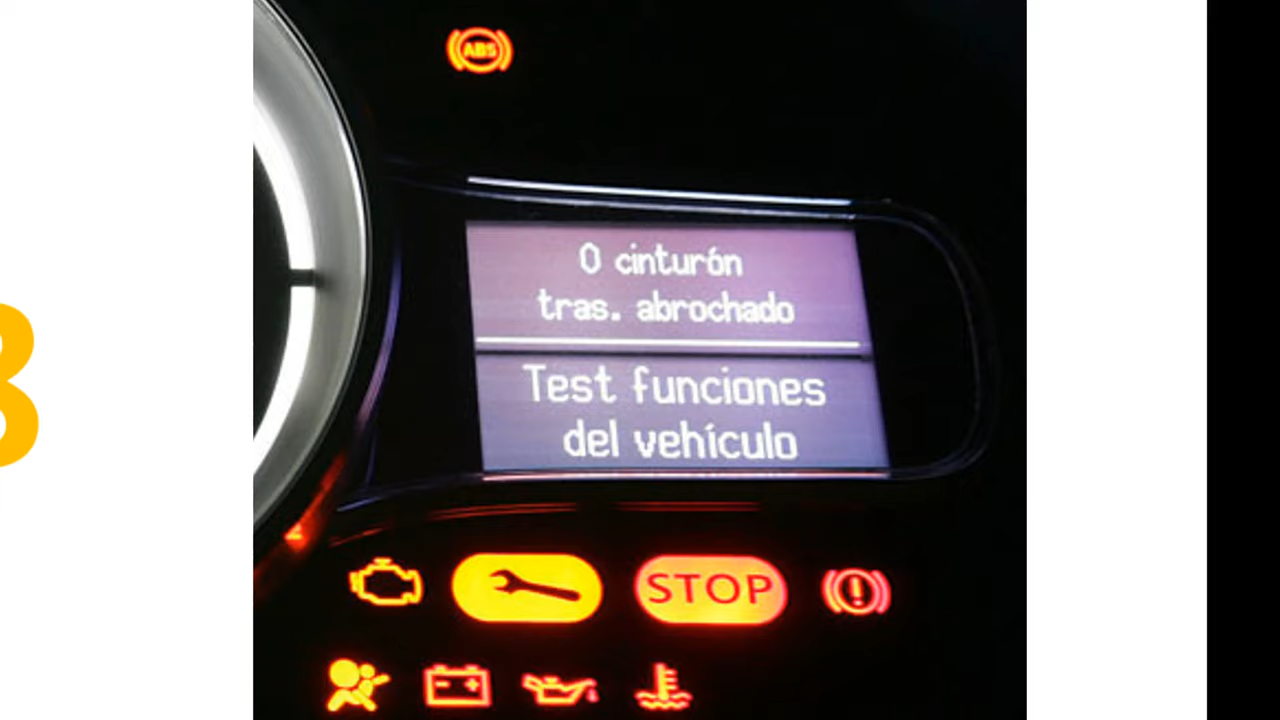 ABS
0 cinturón
tras. abrochado
Test funciones
del vehículo
STOP